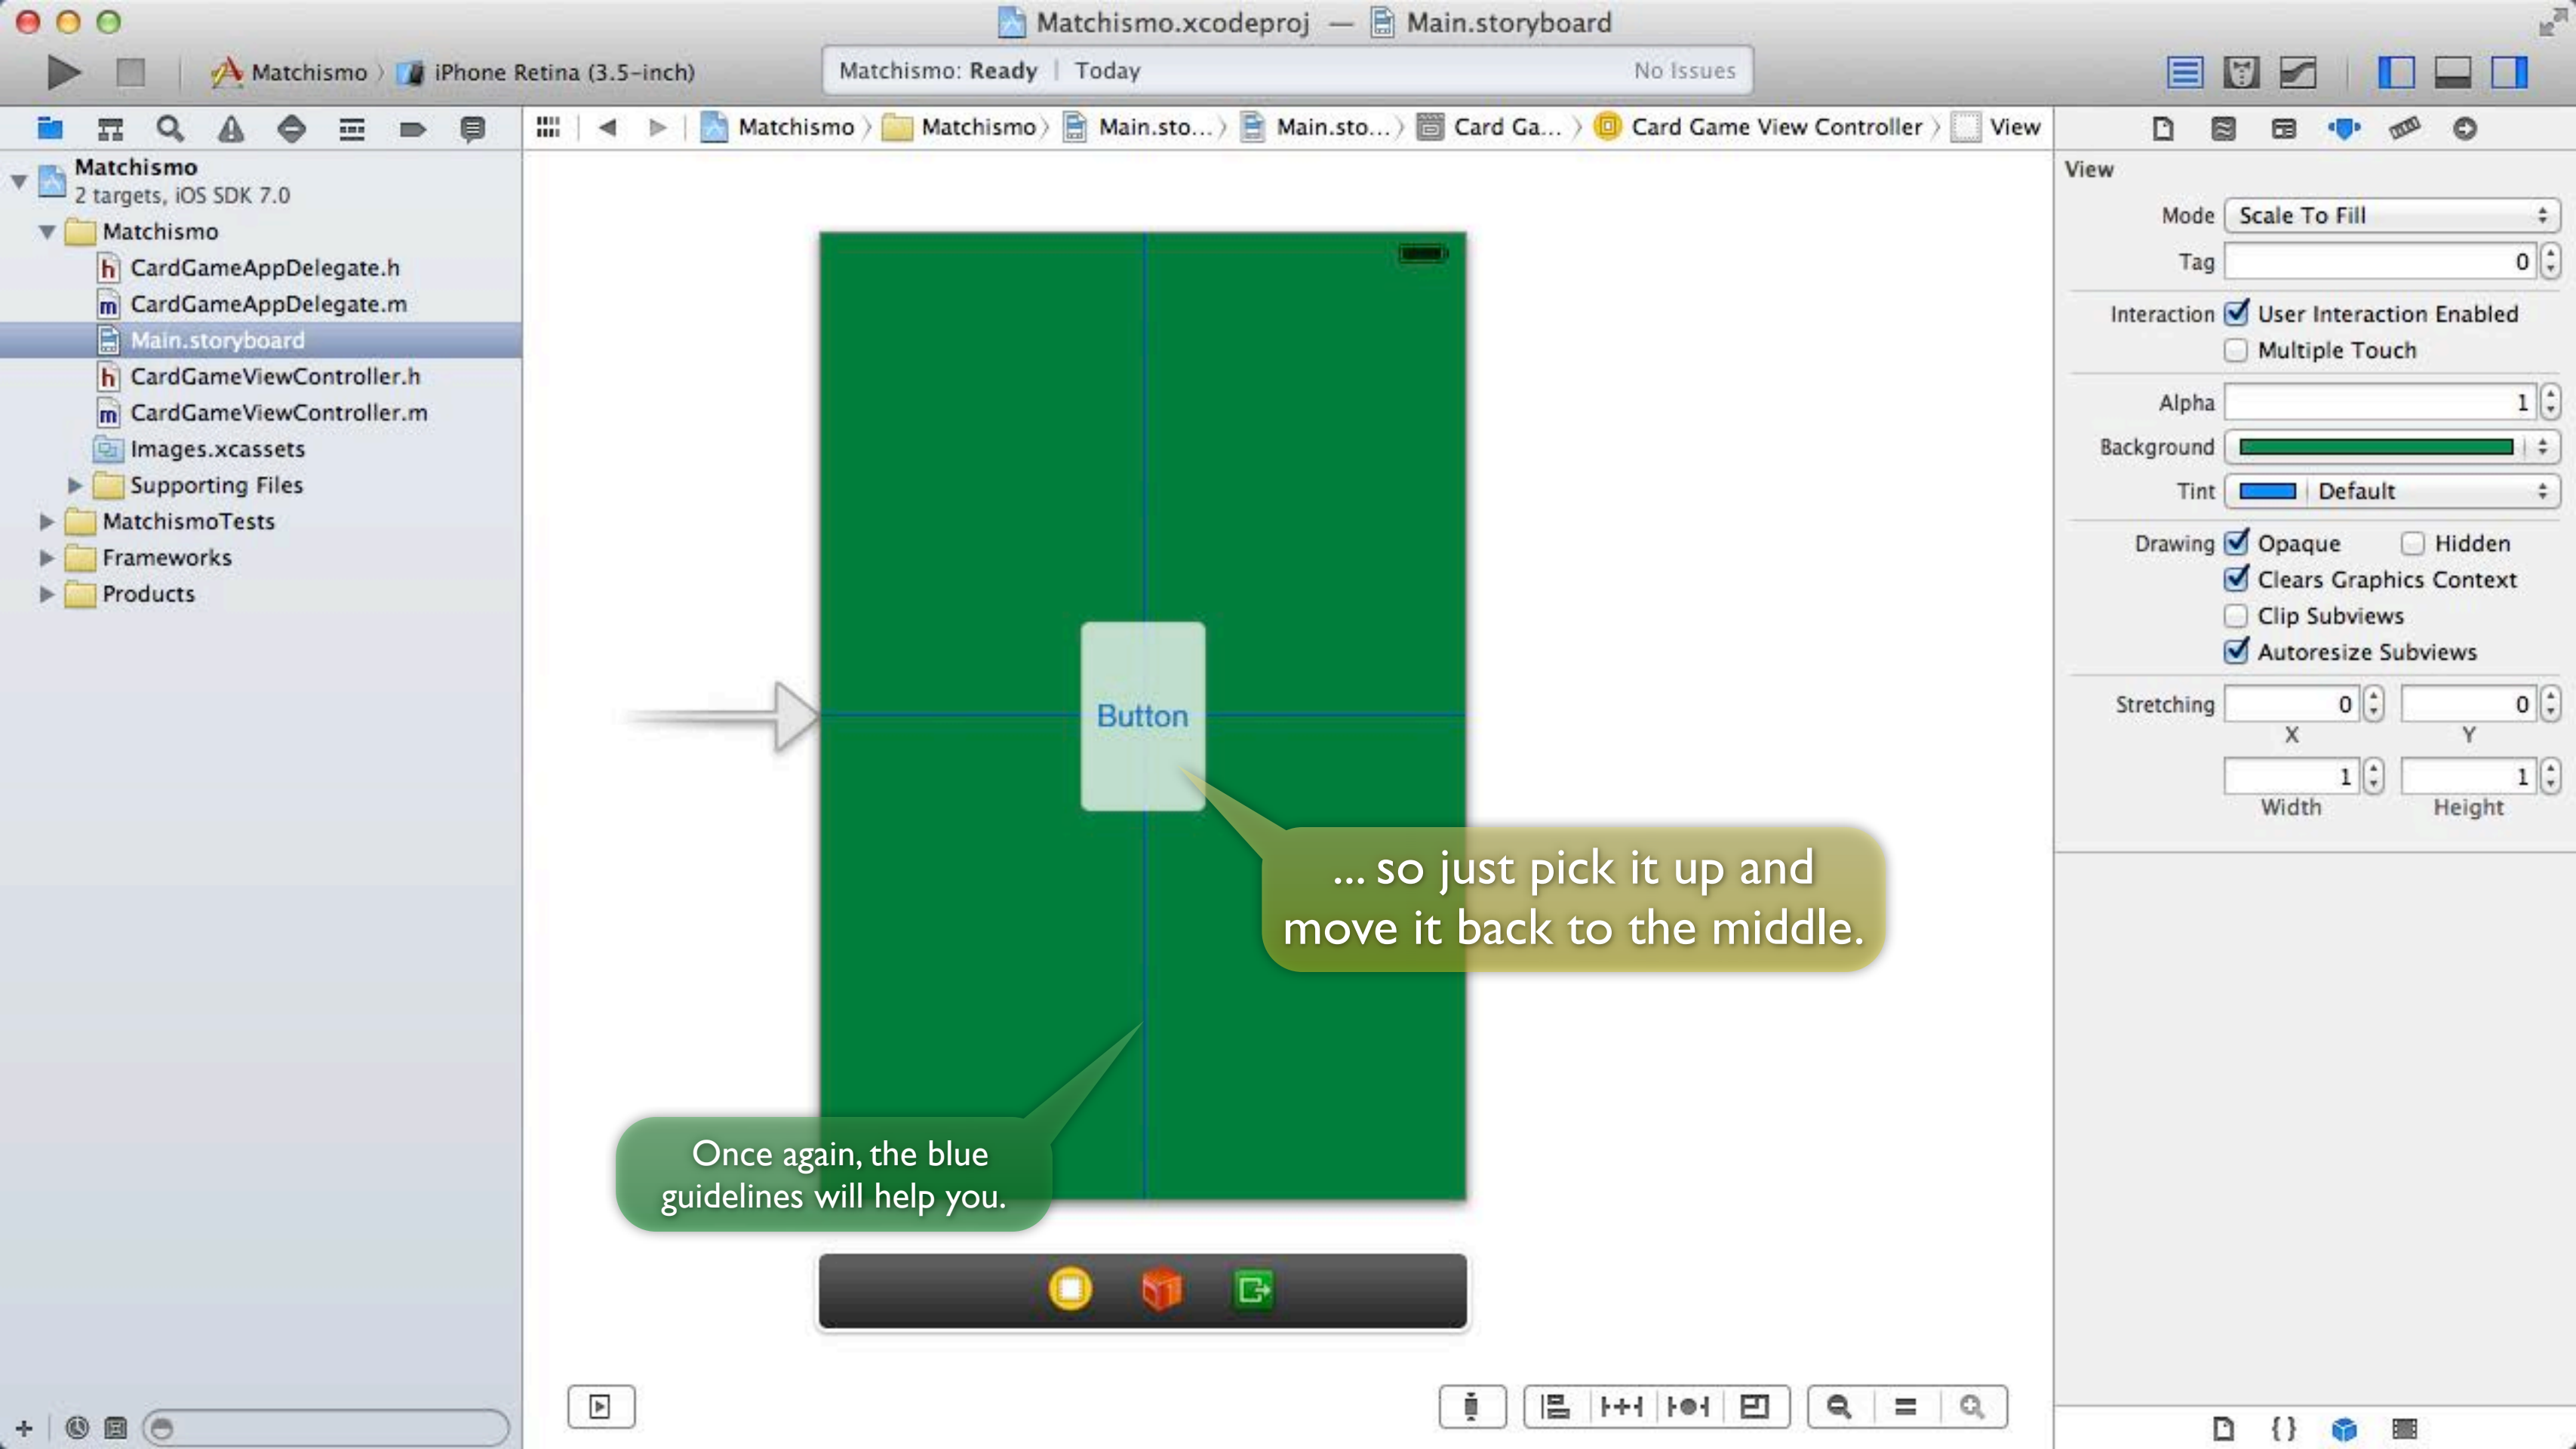 Matchismo.xcodeproj — Main.storyboard
Matchismo 〉 iPhone Retina (3.5-inch)
Matchismo: Ready | Today
No Issues
Matchismo 〉 Matchismo 〉 Main.sto... 〉 Main.sto... 〉 Card Ga... 〉 Card Game View Controller 〉 View
Matchismo
2 targets, iOS SDK 7.0
Matchismo
h CardGameAppDelegate.h
m CardGameAppDelegate.m
Main.storyboard
h CardGameViewController.h
m CardGameViewController.m
Images.xcassets
Supporting Files
MatchismoTests
Frameworks
Products
Button
... so just pick it up and
move it back to the middle.
Once again, the blue
guidelines will help you.
View
Mode Scale To Fill
Tag 0
Interaction User Interaction Enabled
Multiple Touch
Alpha 1
Background
Tint Default
Drawing Opaque Hidden
Clears Graphics Context
Clip Subviews
Autoresize Subviews
Stretching 0 0
X Y
1 1
Width Height